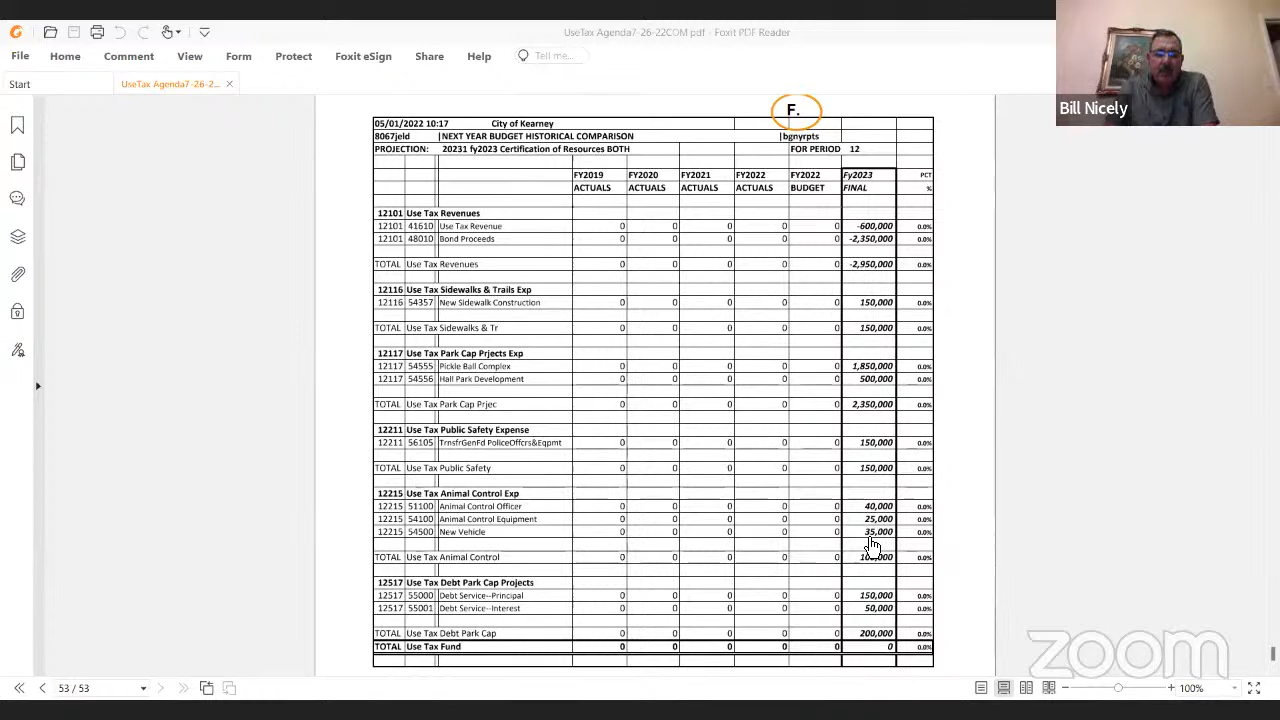 UseTax Agenda7-26-22COM pdf - Foxit PDF Reader
File Home Comment View Form Protect Foxit eSign Share Help Tell me...
Start UseTax Agenda7-26-2...
Bill Nicely
F.
05/01/2022 10:17 City of Kearney
8067jeld |NEXT YEAR BUDGET HISTORICAL COMPARISON |bgnyrpts
PROJECTION: 20231 fy2023 Certification of Resources BOTH FOR PERIOD 12
FY2019 FY2020 FY2021 FY2022 FY2022 Fy2023 PCT
ACTUALS ACTUALS ACTUALS ACTUALS BUDGET FINAL %
12101 Use Tax Revenues
12101 41610 Use Tax Revenue 0 0 0 0 0 -600,000 0.0%
12101 48010 Bond Proceeds 0 0 0 0 0 -2,350,000 0.0%
TOTAL Use Tax Revenues 0 0 0 0 0 -2,950,000 0.0%
12116 Use Tax Sidewalks & Trails Exp
12116 54357 New Sidewalk Construction 0 0 0 0 0 150,000 0.0%
TOTAL Use Tax Sidewalks & Tr 0 0 0 0 0 150,000 0.0%
12117 Use Tax Park Cap Prjects Exp
12117 54555 Pickle Ball Complex 0 0 0 0 0 1,850,000 0.0%
12117 54556 Hall Park Development 0 0 0 0 0 500,000 0.0%
TOTAL Use Tax Park Cap Prjec 0 0 0 0 0 2,350,000 0.0%
12211 Use Tax Public Safety Expense
12211 56105 TrnsfrGenFd PoliceOffcrs&Eqpmt 0 0 0 0 0 150,000 0.0%
TOTAL Use Tax Public Safety 0 0 0 0 0 150,000 0.0%
12215 Use Tax Animal Control Exp
12215 51100 Animal Control Officer 0 0 0 0 0 40,000 0.0%
12215 54100 Animal Control Equipment 0 0 0 0 0 25,000 0.0%
12215 54500 New Vehicle 0 0 0 0 0 35,000 0.0%
TOTAL Use Tax Animal Control 0 0 0 0 0 100,000 0.0%
12517 Use Tax Debt Park Cap Projects
12517 55000 Debt Service--Principal 0 0 0 0 0 150,000 0.0%
12517 55001 Debt Service--Interest 0 0 0 0 0 50,000 0.0%
TOTAL Use Tax Debt Park Cap 0 0 0 0 0 200,000 0.0%
TOTAL Use Tax Fund 0 0 0 0 0 0 0.0%
zoom
53 / 53 100%